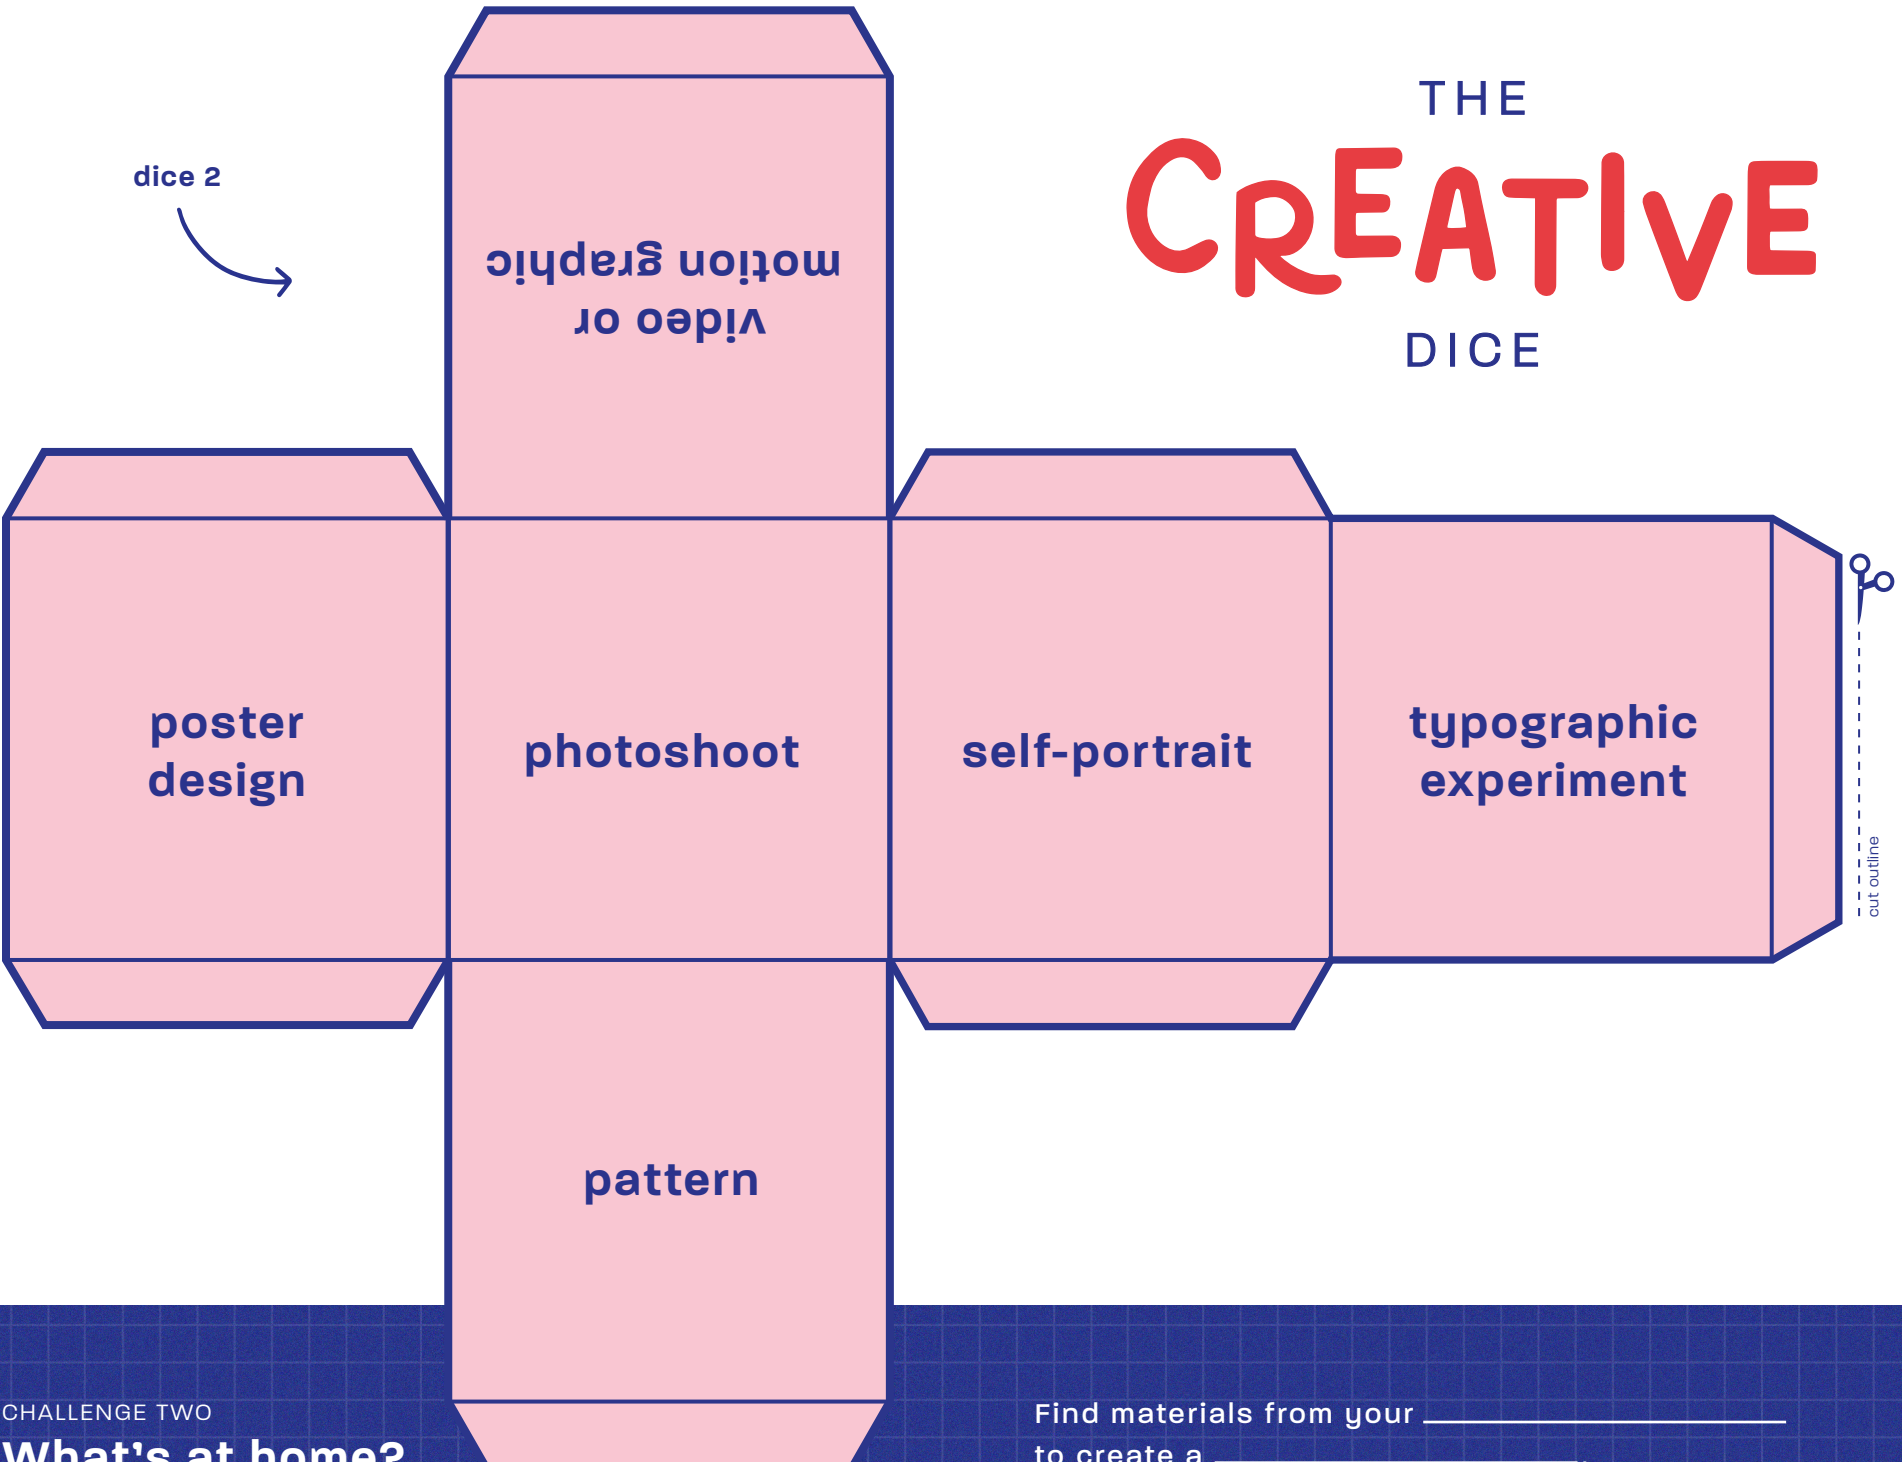 THE
CREATIVE
DICE
dice 2
video or
motion graphic
poster
design
photoshoot
self-portrait
typographic
experiment
cut outline
pattern
CHALLENGE TWO
What's at home?
Find materials from your
to create a